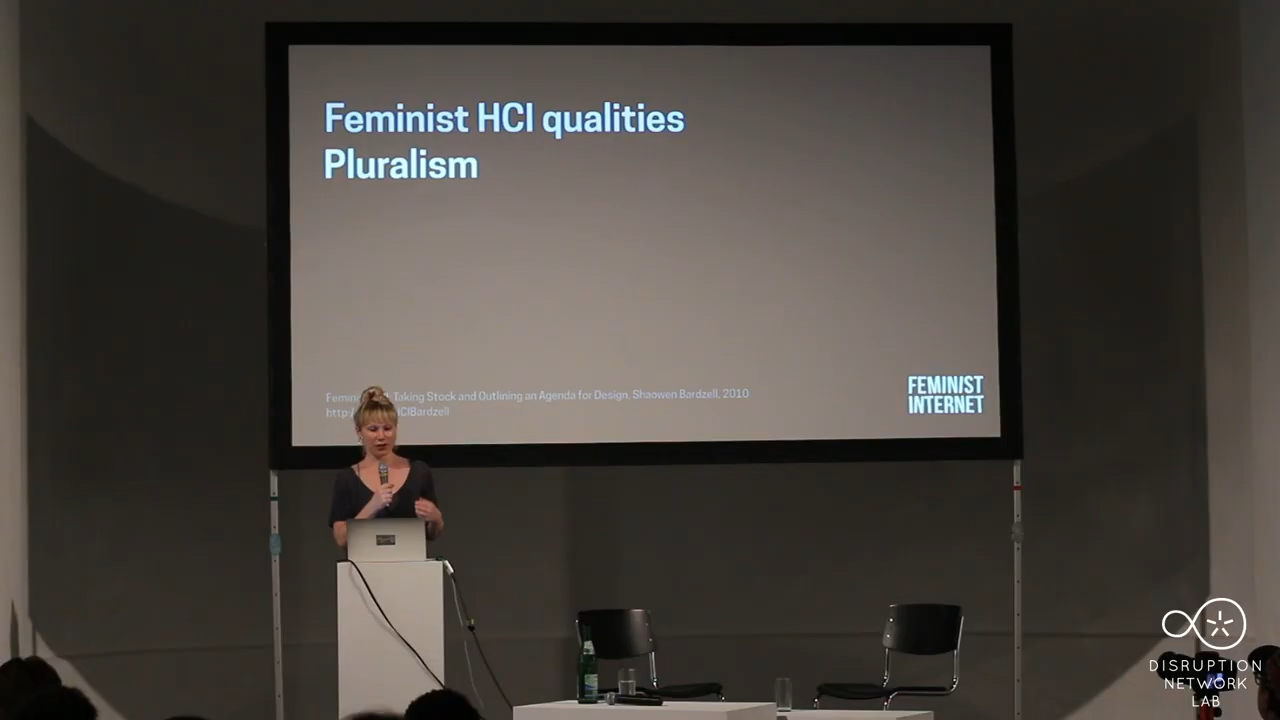 Feminist HCI qualities
Pluralism
Taking Stock and Outlining an Agenda for Design, Shaowen Bardzell, 2010
FEMINIST
INTERNET
DISRUPTION
NETWORK
LAB